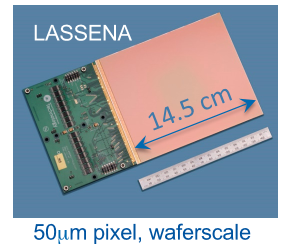 LASSENA
14.5 cm
50μm pixel, waferscale